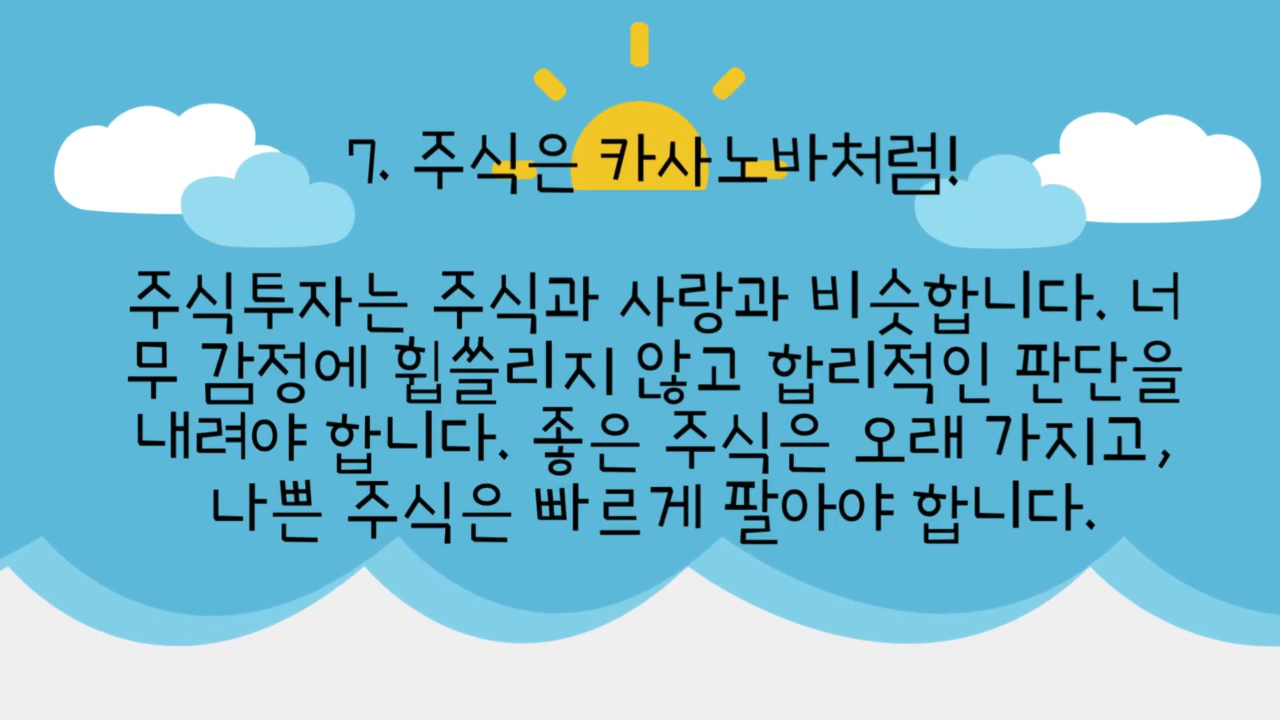 7. 주식은 카사노바처럼!
주식투자는 주식과 사랑과 비슷합니다. 너
무 감정에 휩쓸리지 않고 합리적인 판단을
내려야 합니다. 좋은 주식은 오래 가지고,
나쁜 주식은 빠르게 팔아야 합니다.